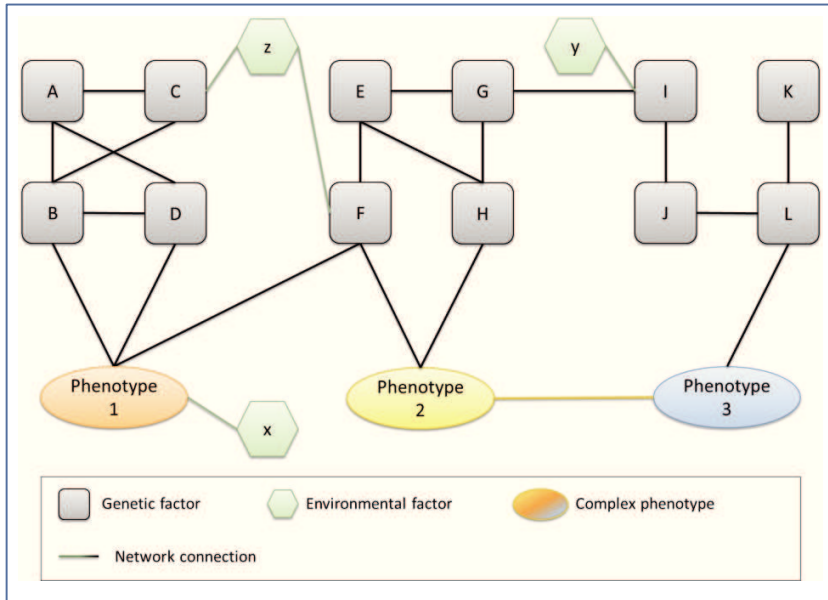 z
y
A
C
E
G
I
K
B
D
F
H
J
L
Phenotype
1
Phenotype
2
Phenotype
3
x
Genetic factor
Environmental factor
Complex phenotype
Network connection